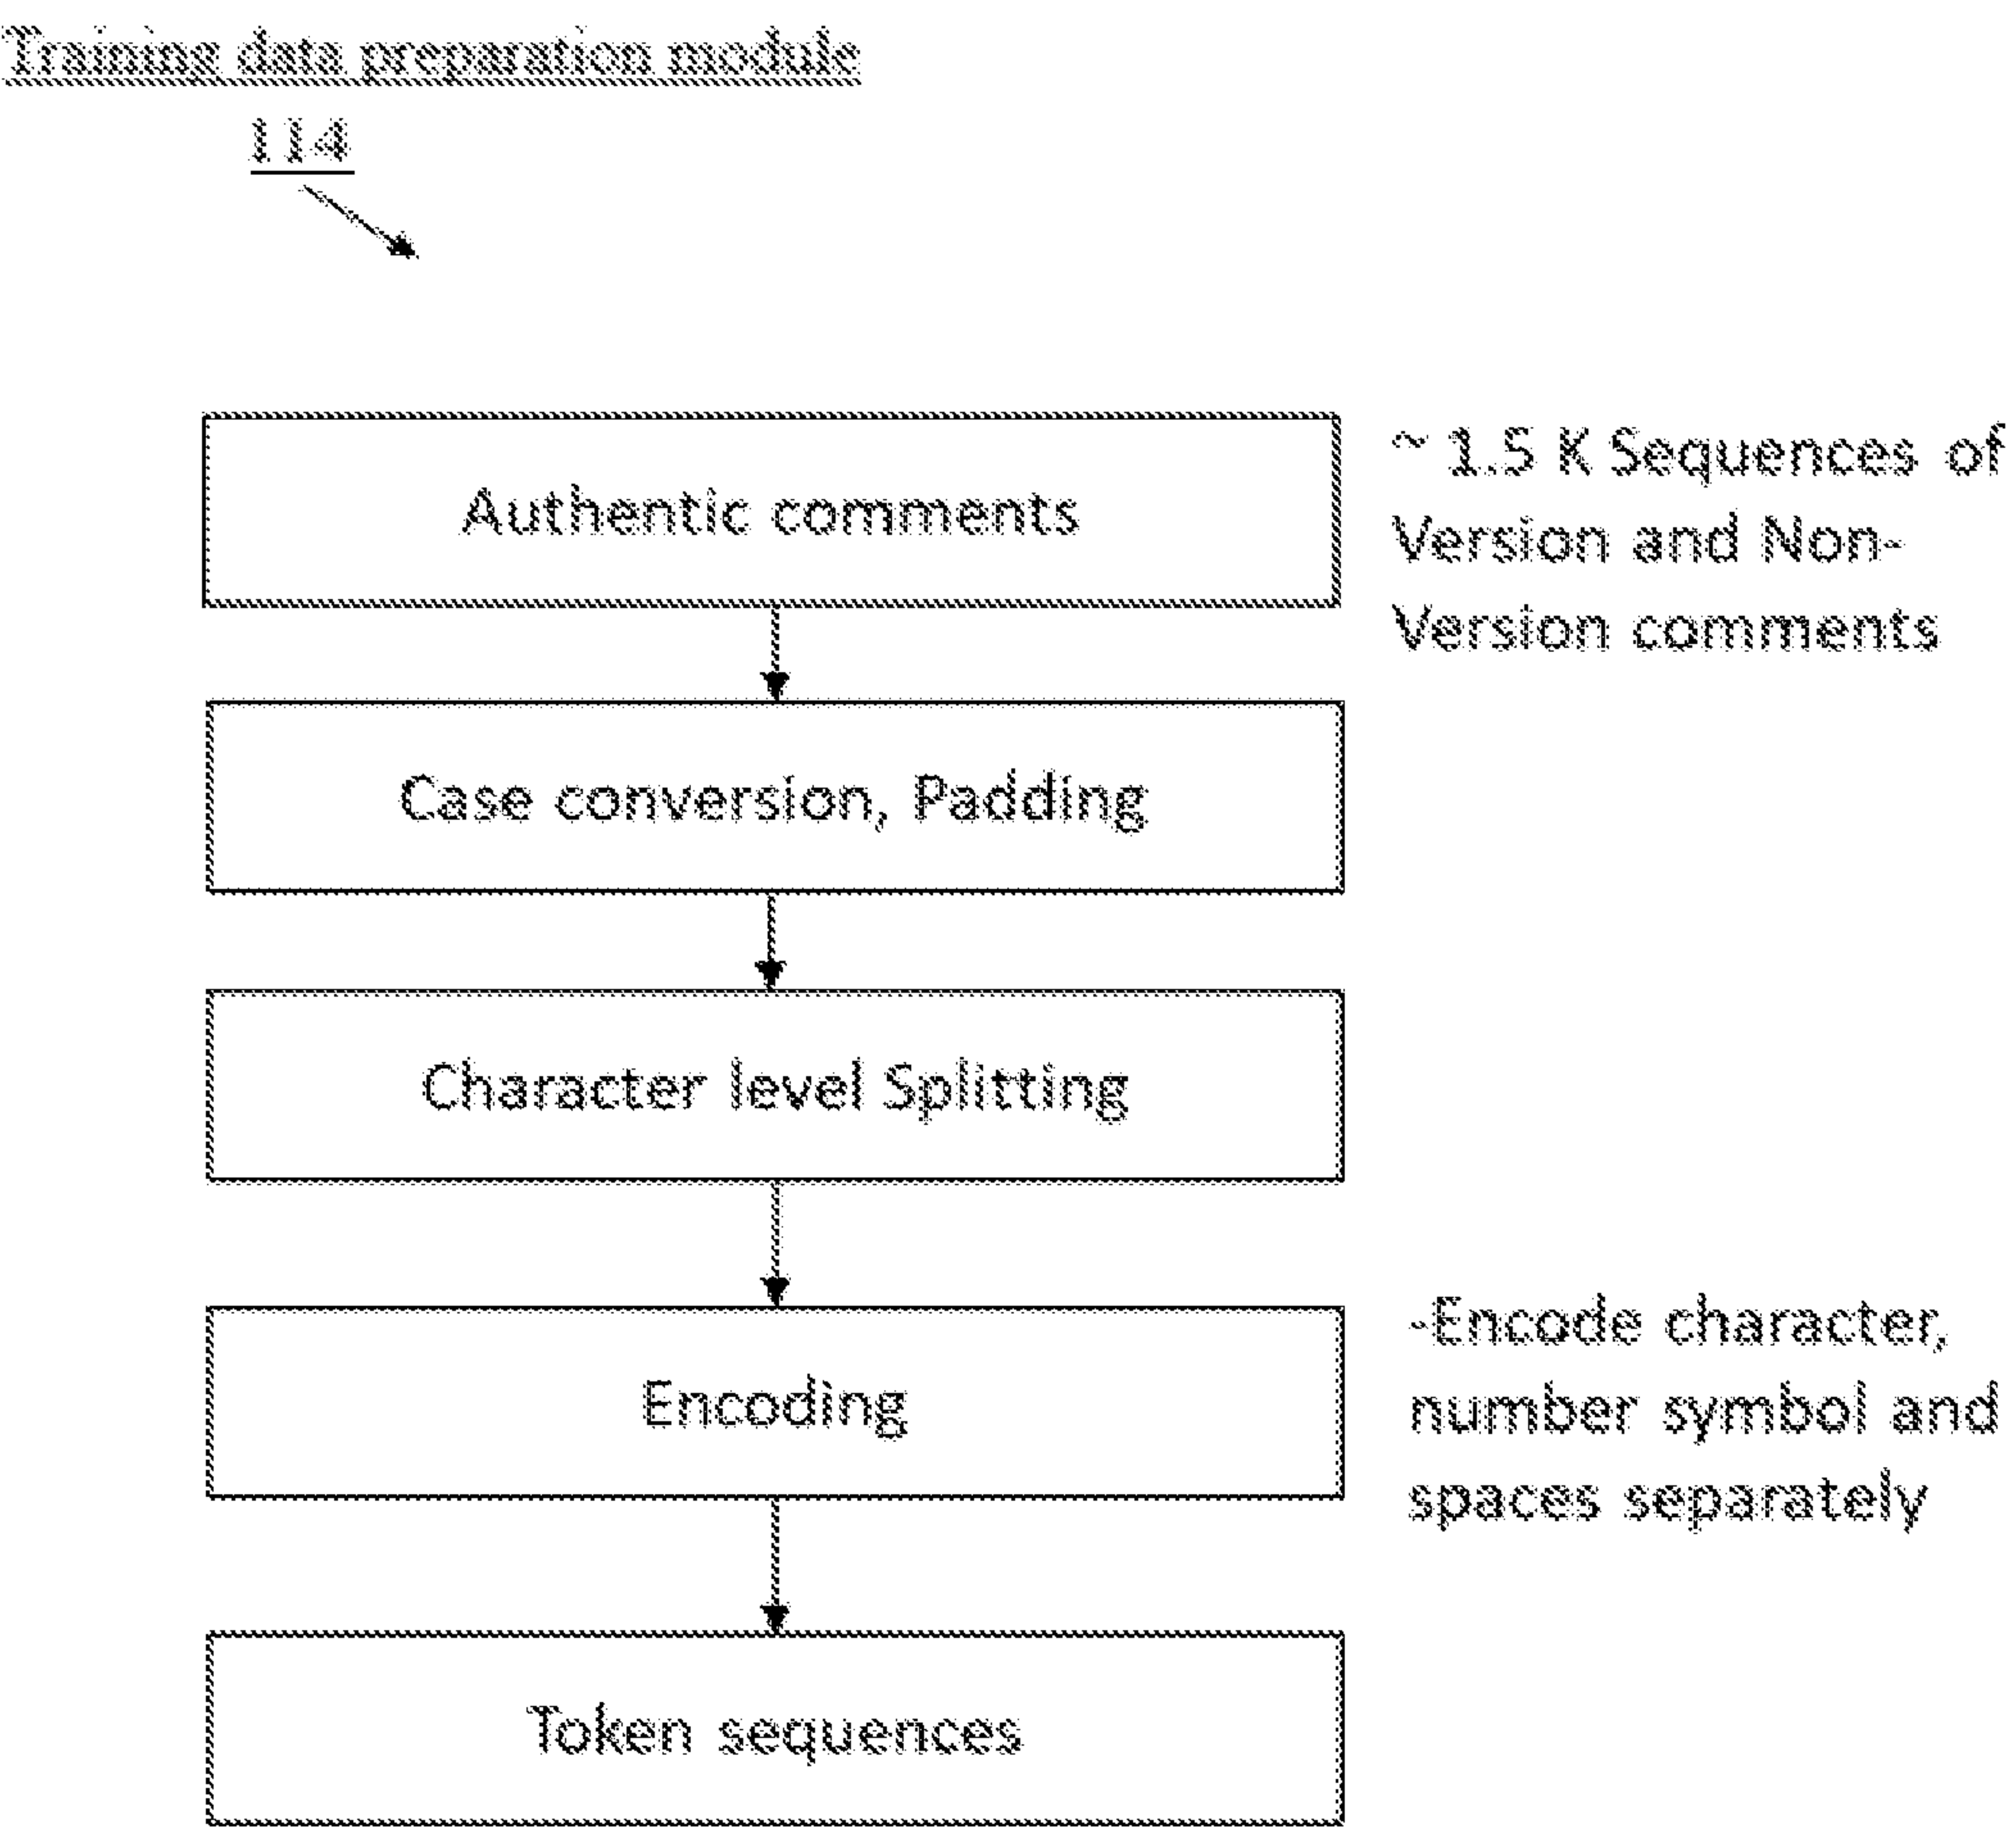 Training data preparation module
114
Authentic comments
~ 1.5 K Sequences of
Version and Non-
Version comments
Case conversion, Padding
Character level Splitting
Encoding
-Encode character,
number symbol and
spaces separately
Token sequences